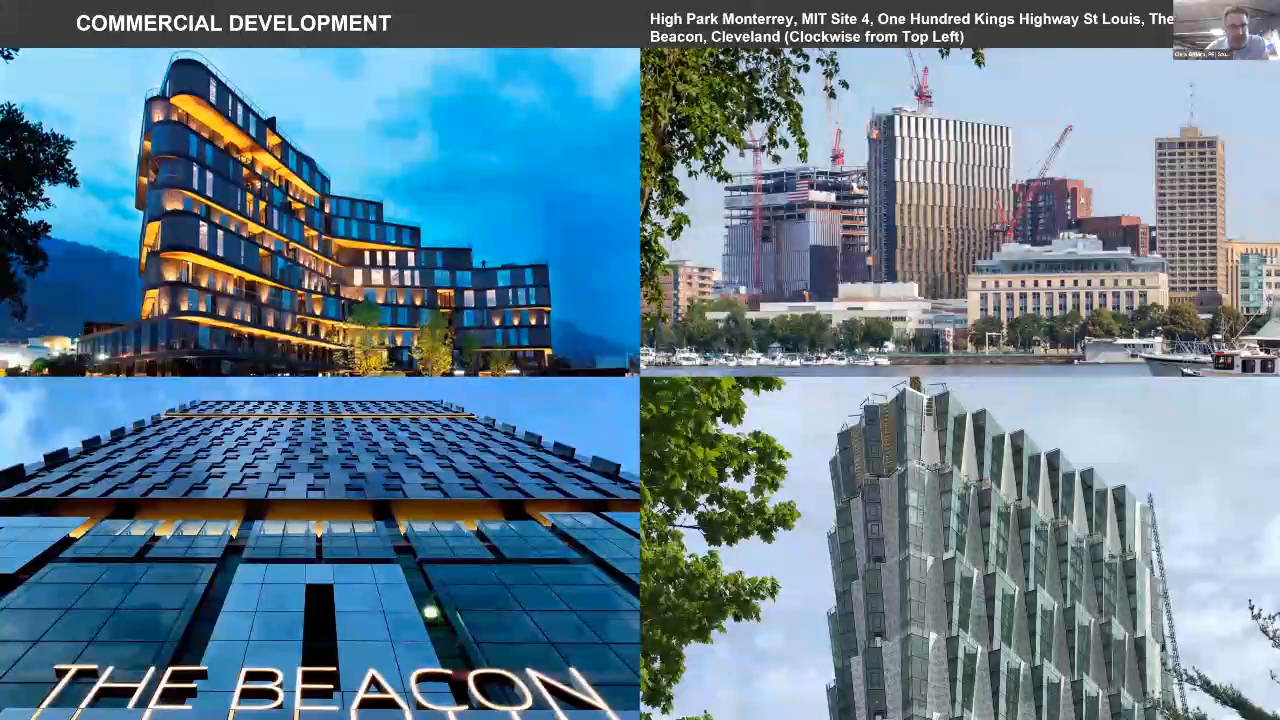 COMMERCIAL DEVELOPMENT
High Park Monterrey, MIT Site 4, One Hundred Kings Highway St Louis, The
Beacon, Cleveland (Clockwise from Top Left)
THE BEACON